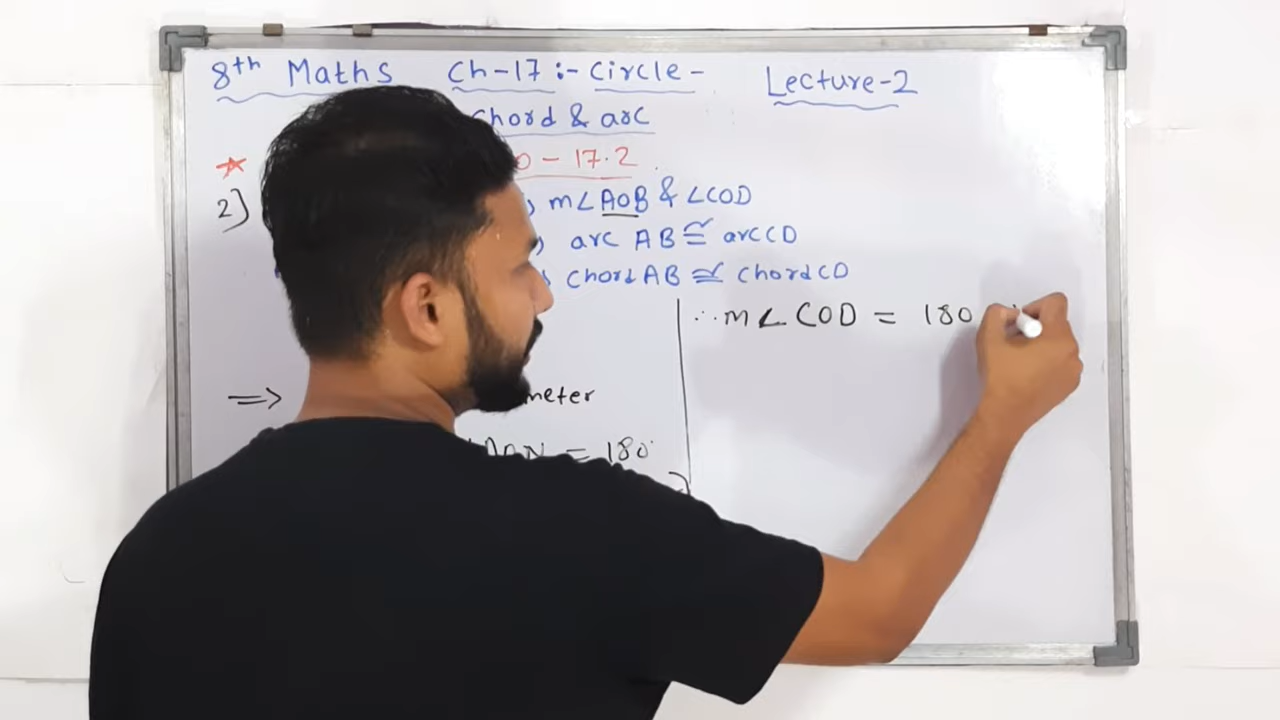 8th Maths Ch-17:- Circle- Lecture-2
Chord & arc
- 17.2
2) m∠AOB & ∠COD
arc AB ≅ arc CD
chord AB ≅ chord CD
∴ m∠COD = 180
⇒
= 180°